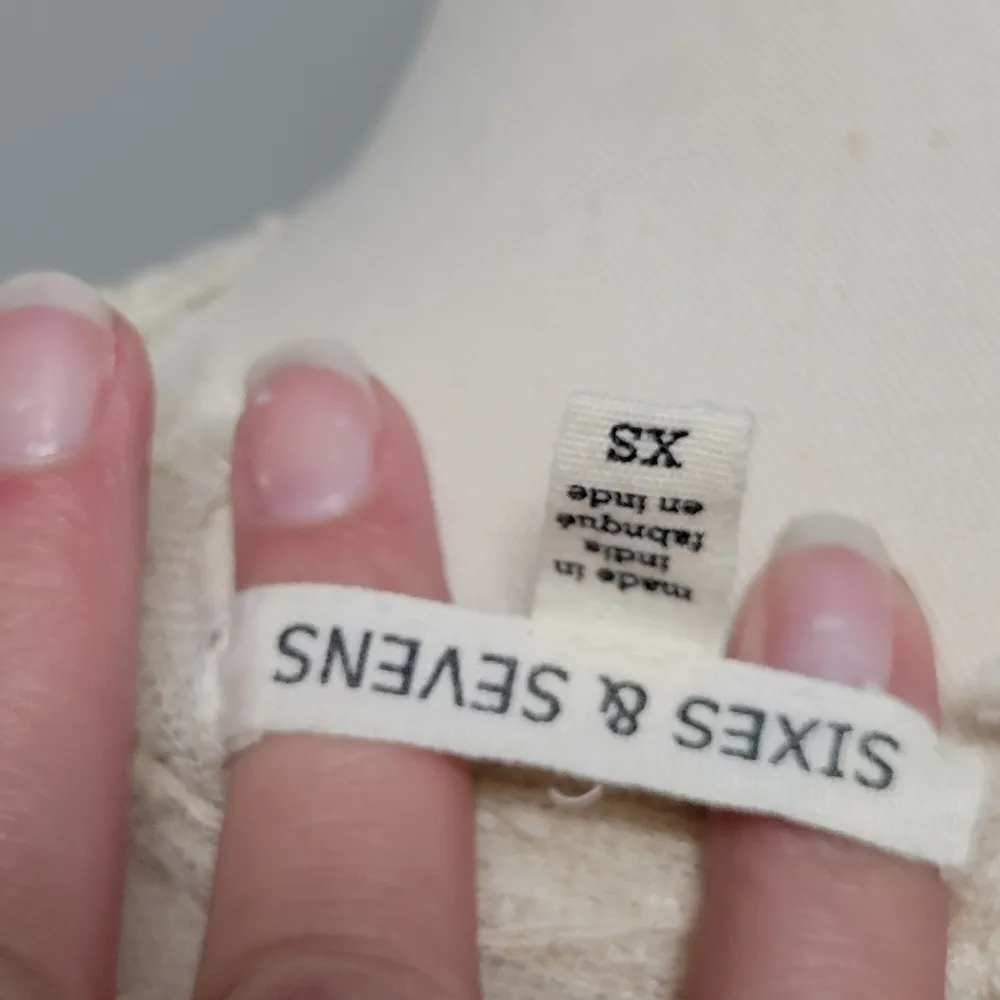 SIXES & SEVENS
made in
india
fabriqué
en inde
XS